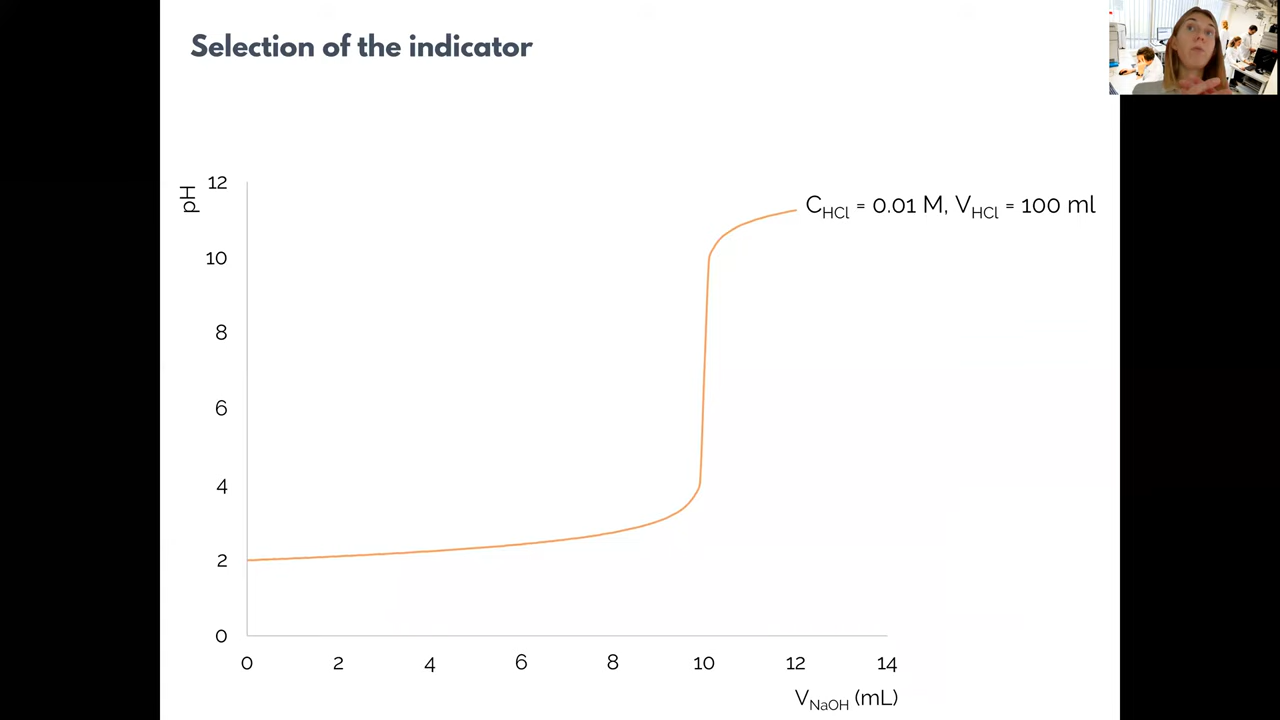 Selection of the indicator
pH
12
C_HCl = 0.01 M, V_HCl = 100 ml
10
8
6
4
2
0
0 2 4 6 8 10 12 14
V_NaOH (mL)